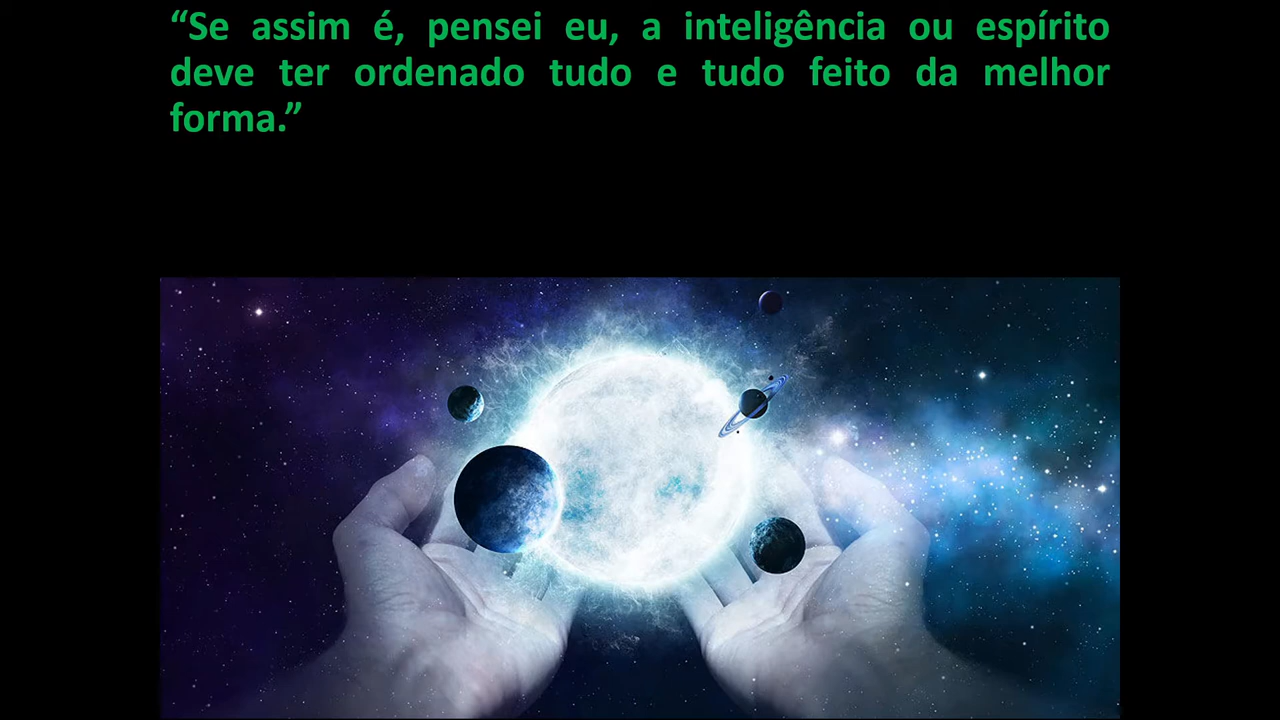 “Se assim é, pensei eu, a inteligência ou espírito
deve ter ordenado tudo e tudo feito da melhor
forma.”